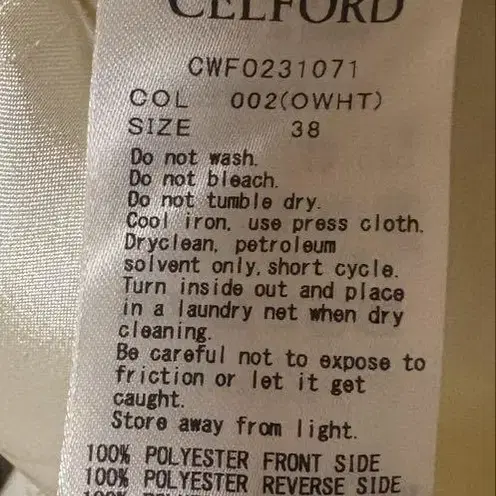 CELFORD
CWF0231071
COL 002(OWHT)
SIZE 38
Do not wash.
Do not bleach.
Do not tumble dry.
Cool iron, use press cloth.
Dryclean, petroleum
solvent only, short cycle.
Turn inside out and place
in a laundry net when dry
cleaning.
Be careful not to expose to
friction or let it get
caught.
Store away from light.
100% POLYESTER FRONT SIDE
100% POLYESTER REVERSE SIDE